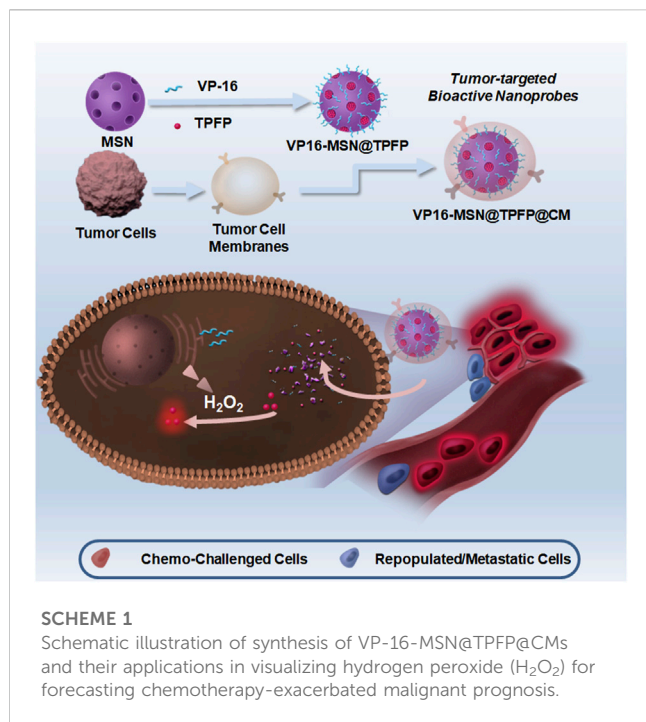 VP-16
TPFP
MSN
VP16-MSN@TPFP
Tumor-targeted
Bioactive Nanoprobes
Tumor Cells
Tumor Cell
Membranes
VP16-MSN@TPFP@CM
H₂O₂
Chemo-Challenged Cells
Repopulated/Metastatic Cells
SCHEME 1
Schematic illustration of synthesis of VP-16-MSN@TPFP@CMs
and their applications in visualizing hydrogen peroxide (H₂O₂) for
forecasting chemotherapy-exacerbated malignant prognosis.